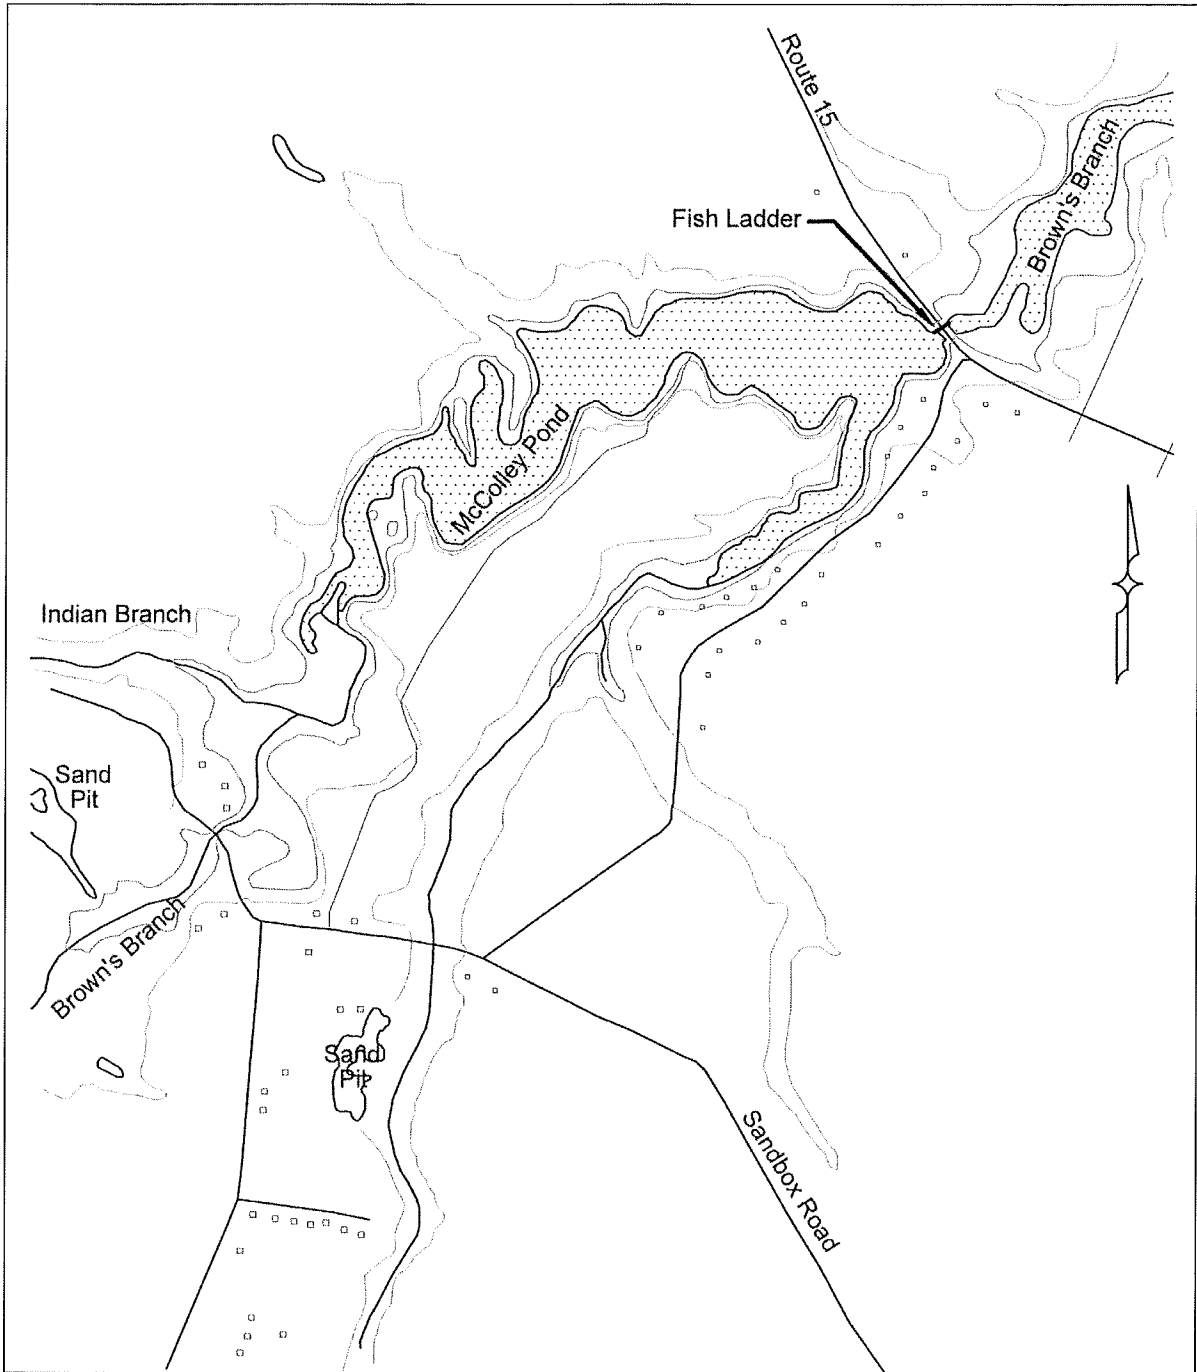 Route 15
Brown's Branch
Fish Ladder
McColley Pond
Indian Branch
Sand
Pit
Brown's Branch
Sand
Pit
Sandbox Road